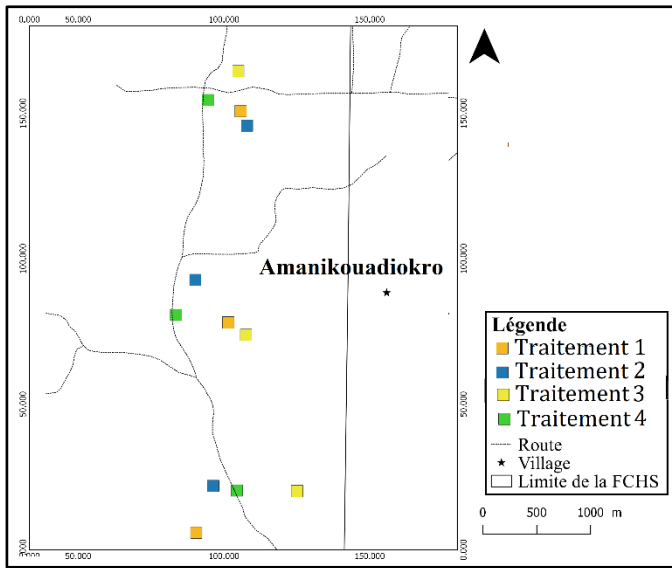 0.000 50.000 100.000 150.000
150.000 150.000
100.000 100.000
Amanikouadiokro
Légende
Traitement 1
Traitement 2
Traitement 3
Traitement 4
Route
Village
Limite de la FCHS
50.000 50.000
0 500 1000 m
0.000 0.000
50.000 100.000 150.000